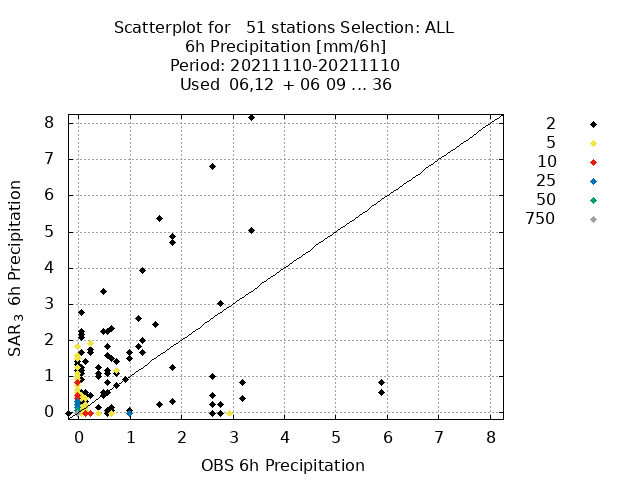 Scatterplot for   51 stations Selection: ALL
6h Precipitation [mm/6h]
Period: 20211110-20211110
Used  06,12  + 06 09 ... 36
8
7
6
5
4
3
2
1
0
SAR3  6h Precipitation
0 1 2 3 4 5 6 7 8
OBS 6h Precipitation
2
5
10
25
50
750